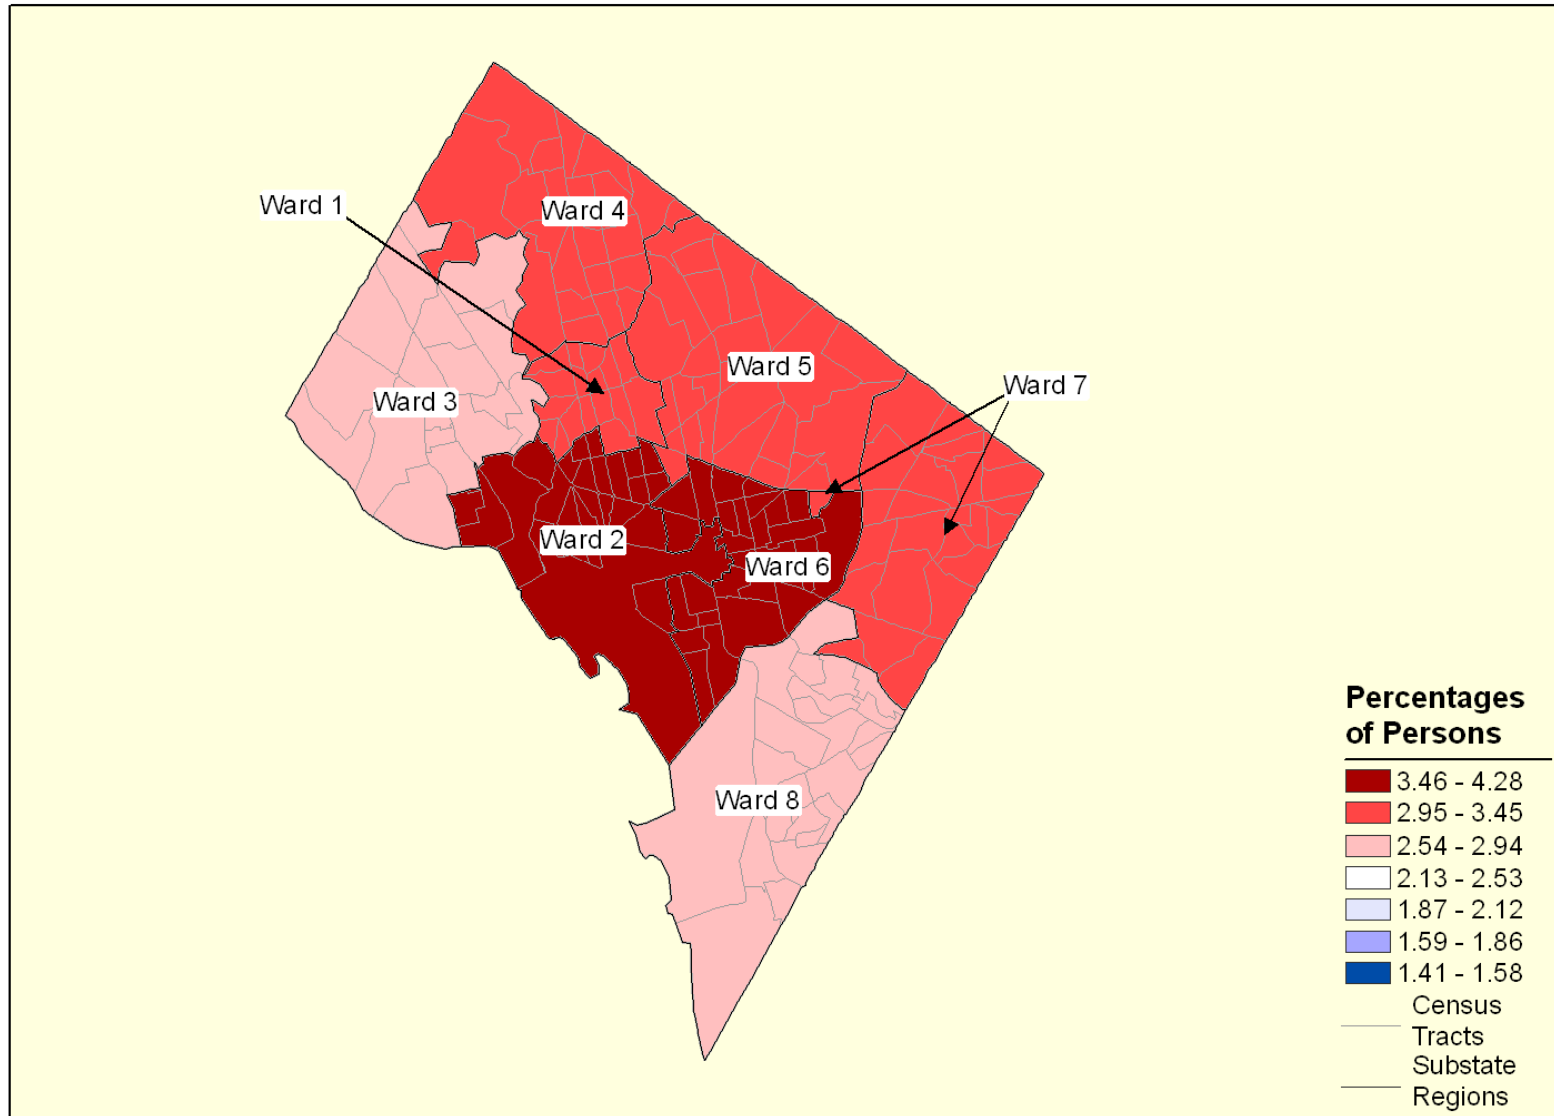 Ward 1
Ward 4
Ward 5
Ward 7
Ward 3
Ward 2
Ward 6
Ward 8
Percentages
of Persons
3.46 - 4.28
2.95 - 3.45
2.54 - 2.94
2.13 - 2.53
1.87 - 2.12
1.59 - 1.86
1.41 - 1.58
Census
Tracts
Substate
Regions